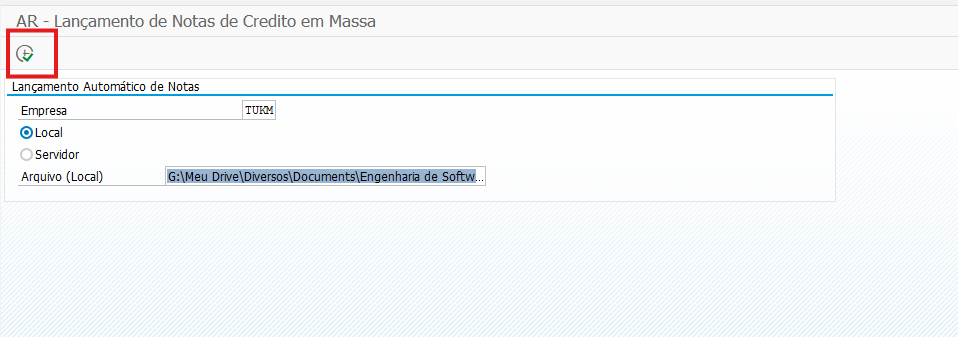 AR - Lançamento de Notas de Credito em Massa
Lançamento Automático de Notas
Empresa TUKM
Local
Servidor
Arquivo (Local) G:\Meu Drive\Diversos\Documents\Engenharia de Softw...